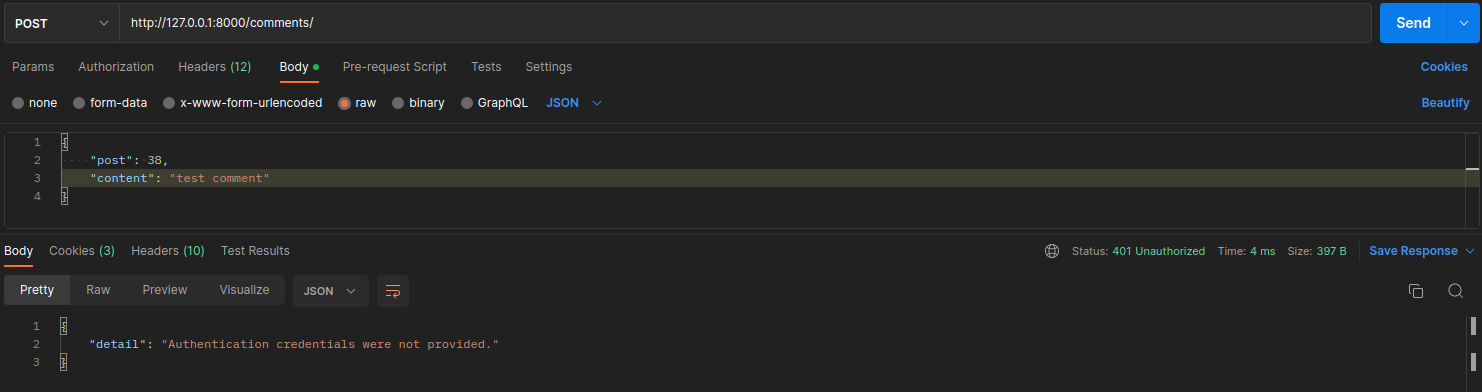 POST http://127.0.0.1:8000/comments/ Send
Params Authorization Headers (12) Body Pre-request Script Tests Settings Cookies
none form-data x-www-form-urlencoded raw binary GraphQL JSON Beautify
1 {
2 "post": 38,
3 "content": "test comment"
4 }
Body Cookies (3) Headers (10) Test Results Status: 401 Unauthorized Time: 4 ms Size: 397 B Save Response
Pretty Raw Preview Visualize JSON
1 {
2 "detail": "Authentication credentials were not provided."
3 }